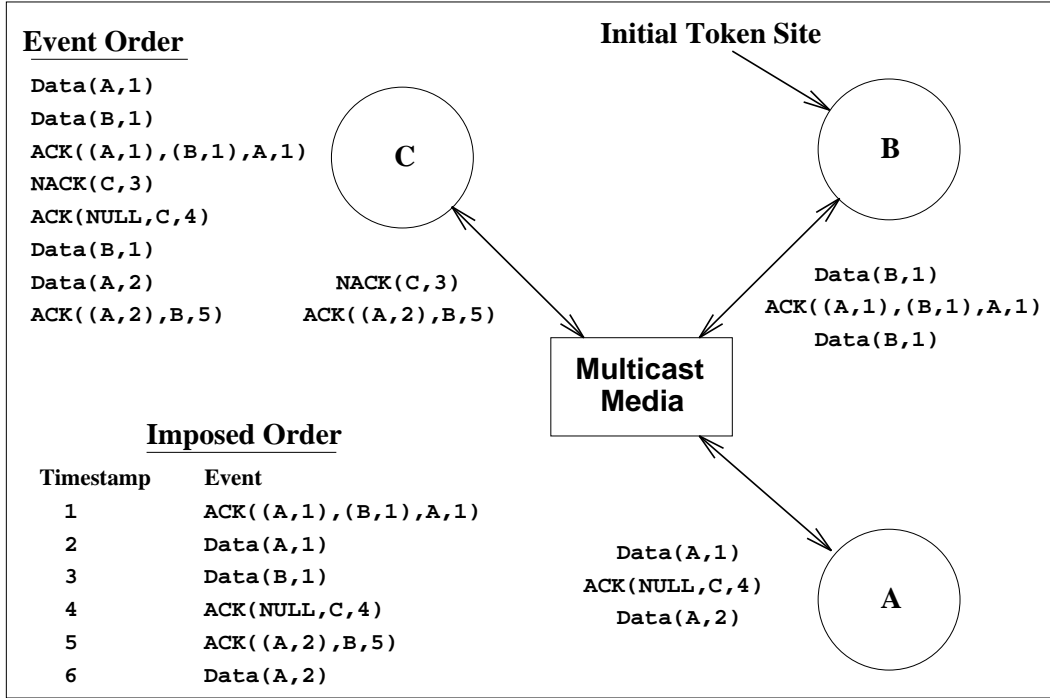 Event Order
Data(A,1)
Data(B,1)
ACK((A,1),(B,1),A,1)
NACK(C,3)
ACK(NULL,C,4)
Data(B,1)
Data(A,2)
ACK((A,2),B,5)
Initial Token Site
C
B
NACK(C,3)
ACK((A,2),B,5)
Data(B,1)
ACK((A,1),(B,1),A,1)
Data(B,1)
Multicast
Media
Imposed Order
Timestamp Event
1 ACK((A,1),(B,1),A,1)
2 Data(A,1)
3 Data(B,1)
4 ACK(NULL,C,4)
5 ACK((A,2),B,5)
6 Data(A,2)
Data(A,1)
ACK(NULL,C,4)
Data(A,2)
A